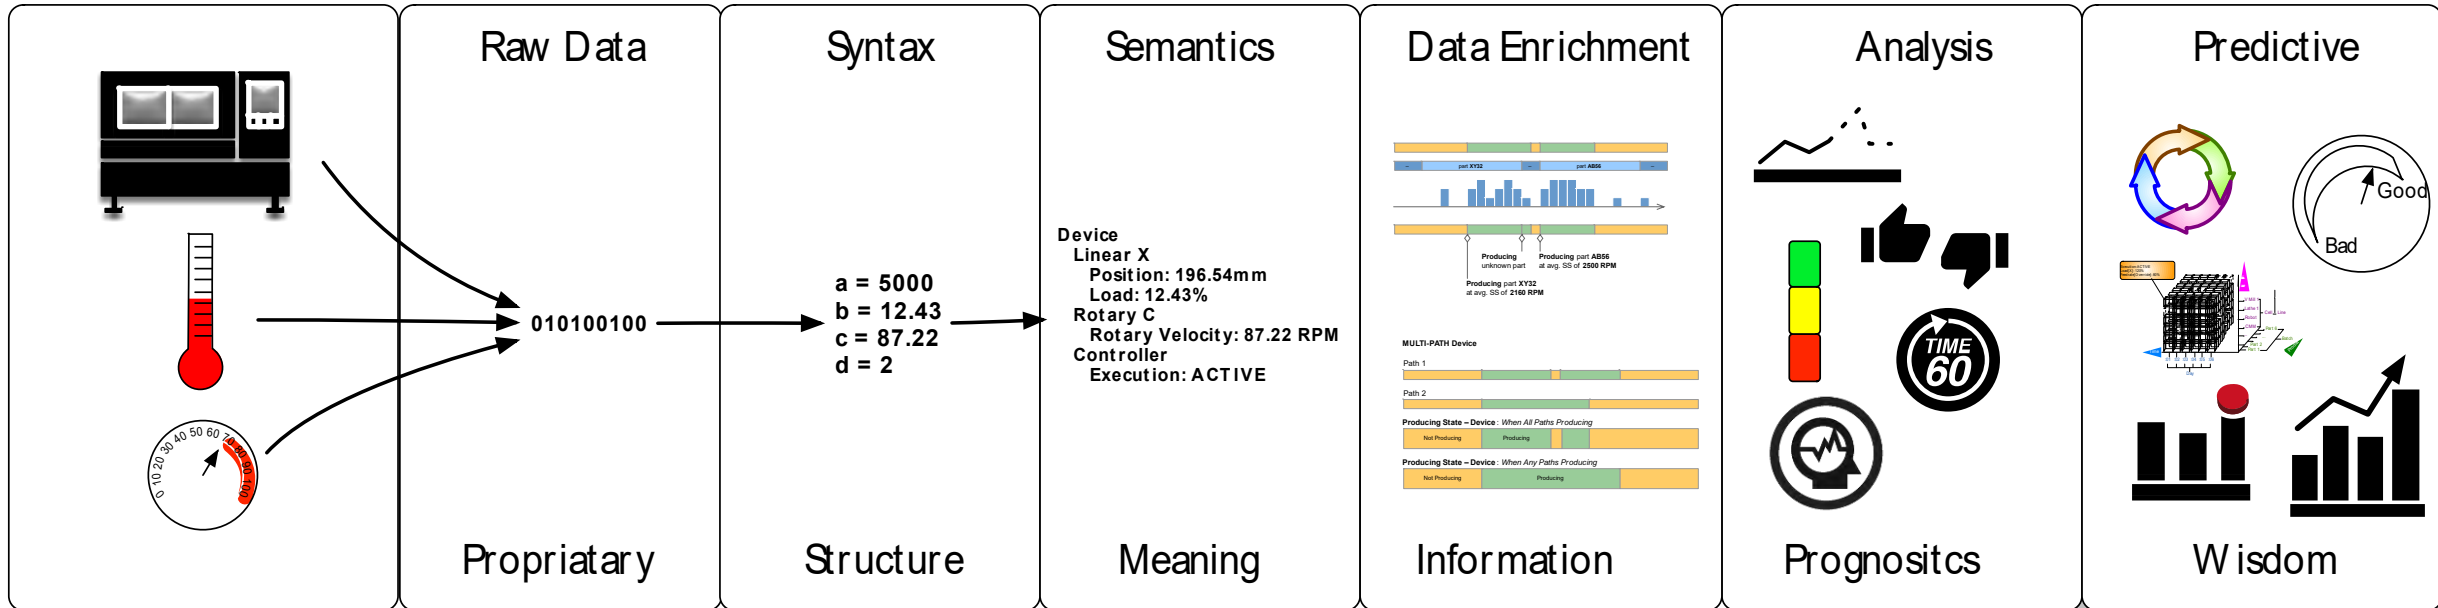 Raw Data
Syntax
Semantics
Data Enrichment
Analysis
Predictive
0 10 20 30 40 50 60 70 80 90 100
010100100
a = 5000
b = 12.43
c = 87.22
d = 2
Device
Linear X
Position: 196.54mm
Load: 12.43%
Rotary C
Rotary Velocity: 87.22 RPM
Controller
Execution: ACTIVE
part XY32
part AB56
Producing
unknown part
Producing part AB56
at avg. SS of 2500 RPM
Producing part XY32
at avg. SS of 2160 RPM
MULTI-PATH Device
Path 1
Path 2
Producing State – Device : When All Paths Producing
Not Producing
Producing
Producing State – Device : When Any Paths Producing
Not Producing
Producing
TIME
60
Good
Bad
Propriatary
Structure
Meaning
Information
Prognositcs
Wisdom